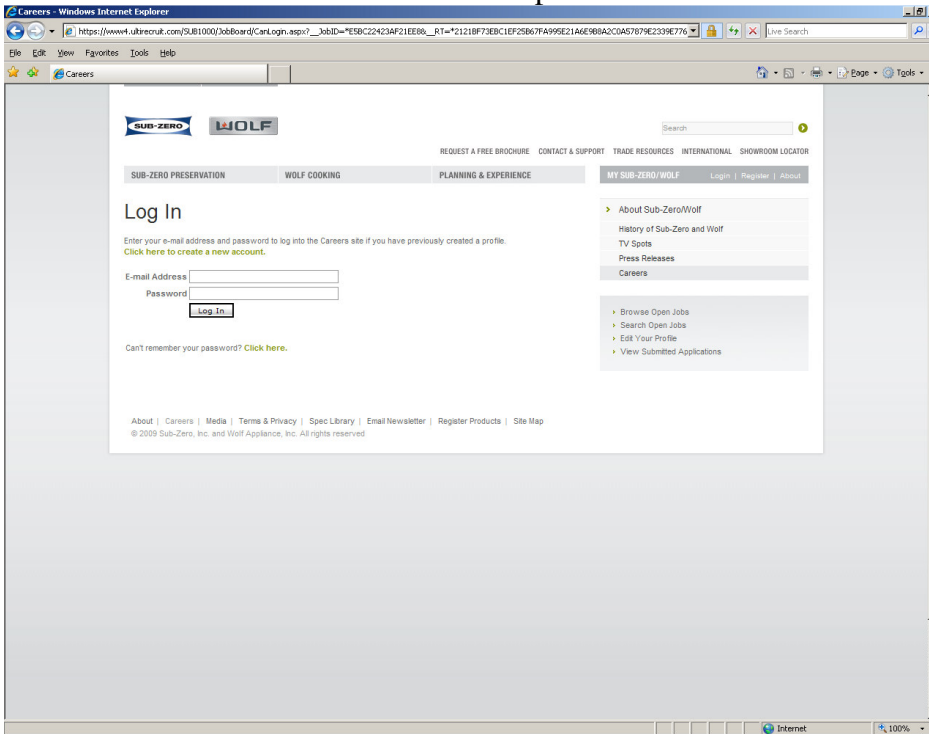 Careers - Windows Internet Explorer
https://www4.ultirecruit.com/SUB1000/JobBoard/CanLogin.aspx?__JobID=*E5BC22423AF21EE8&__RT=*2121BF73EBC1EF25B67FA995E21A6E9B8A2C0A57879E2339E776
Live Search
File Edit View Favorites Tools Help
Careers
Page Tools
SUB-ZERO WOLF
Search
REQUEST A FREE BROCHURE CONTACT & SUPPORT TRADE RESOURCES INTERNATIONAL SHOWROOM LOCATOR
SUB-ZERO PRESERVATION WOLF COOKING PLANNING & EXPERIENCE MY SUB-ZERO/WOLF Login | Register | About
Log In
Enter your e-mail address and password to log into the Careers site if you have previously created a profile.
Click here to create a new account.
E-mail Address
Password
Log In
Can't remember your password? Click here.
About Sub-Zero/Wolf
History of Sub-Zero and Wolf
TV Spots
Press Releases
Careers
Browse Open Jobs
Search Open Jobs
Edit Your Profile
View Submitted Applications
About | Careers | Media | Terms & Privacy | Spec Library | Email Newsletter | Register Products | Site Map
© 2009 Sub-Zero, Inc. and Wolf Appliance, Inc. All rights reserved
Internet 100%